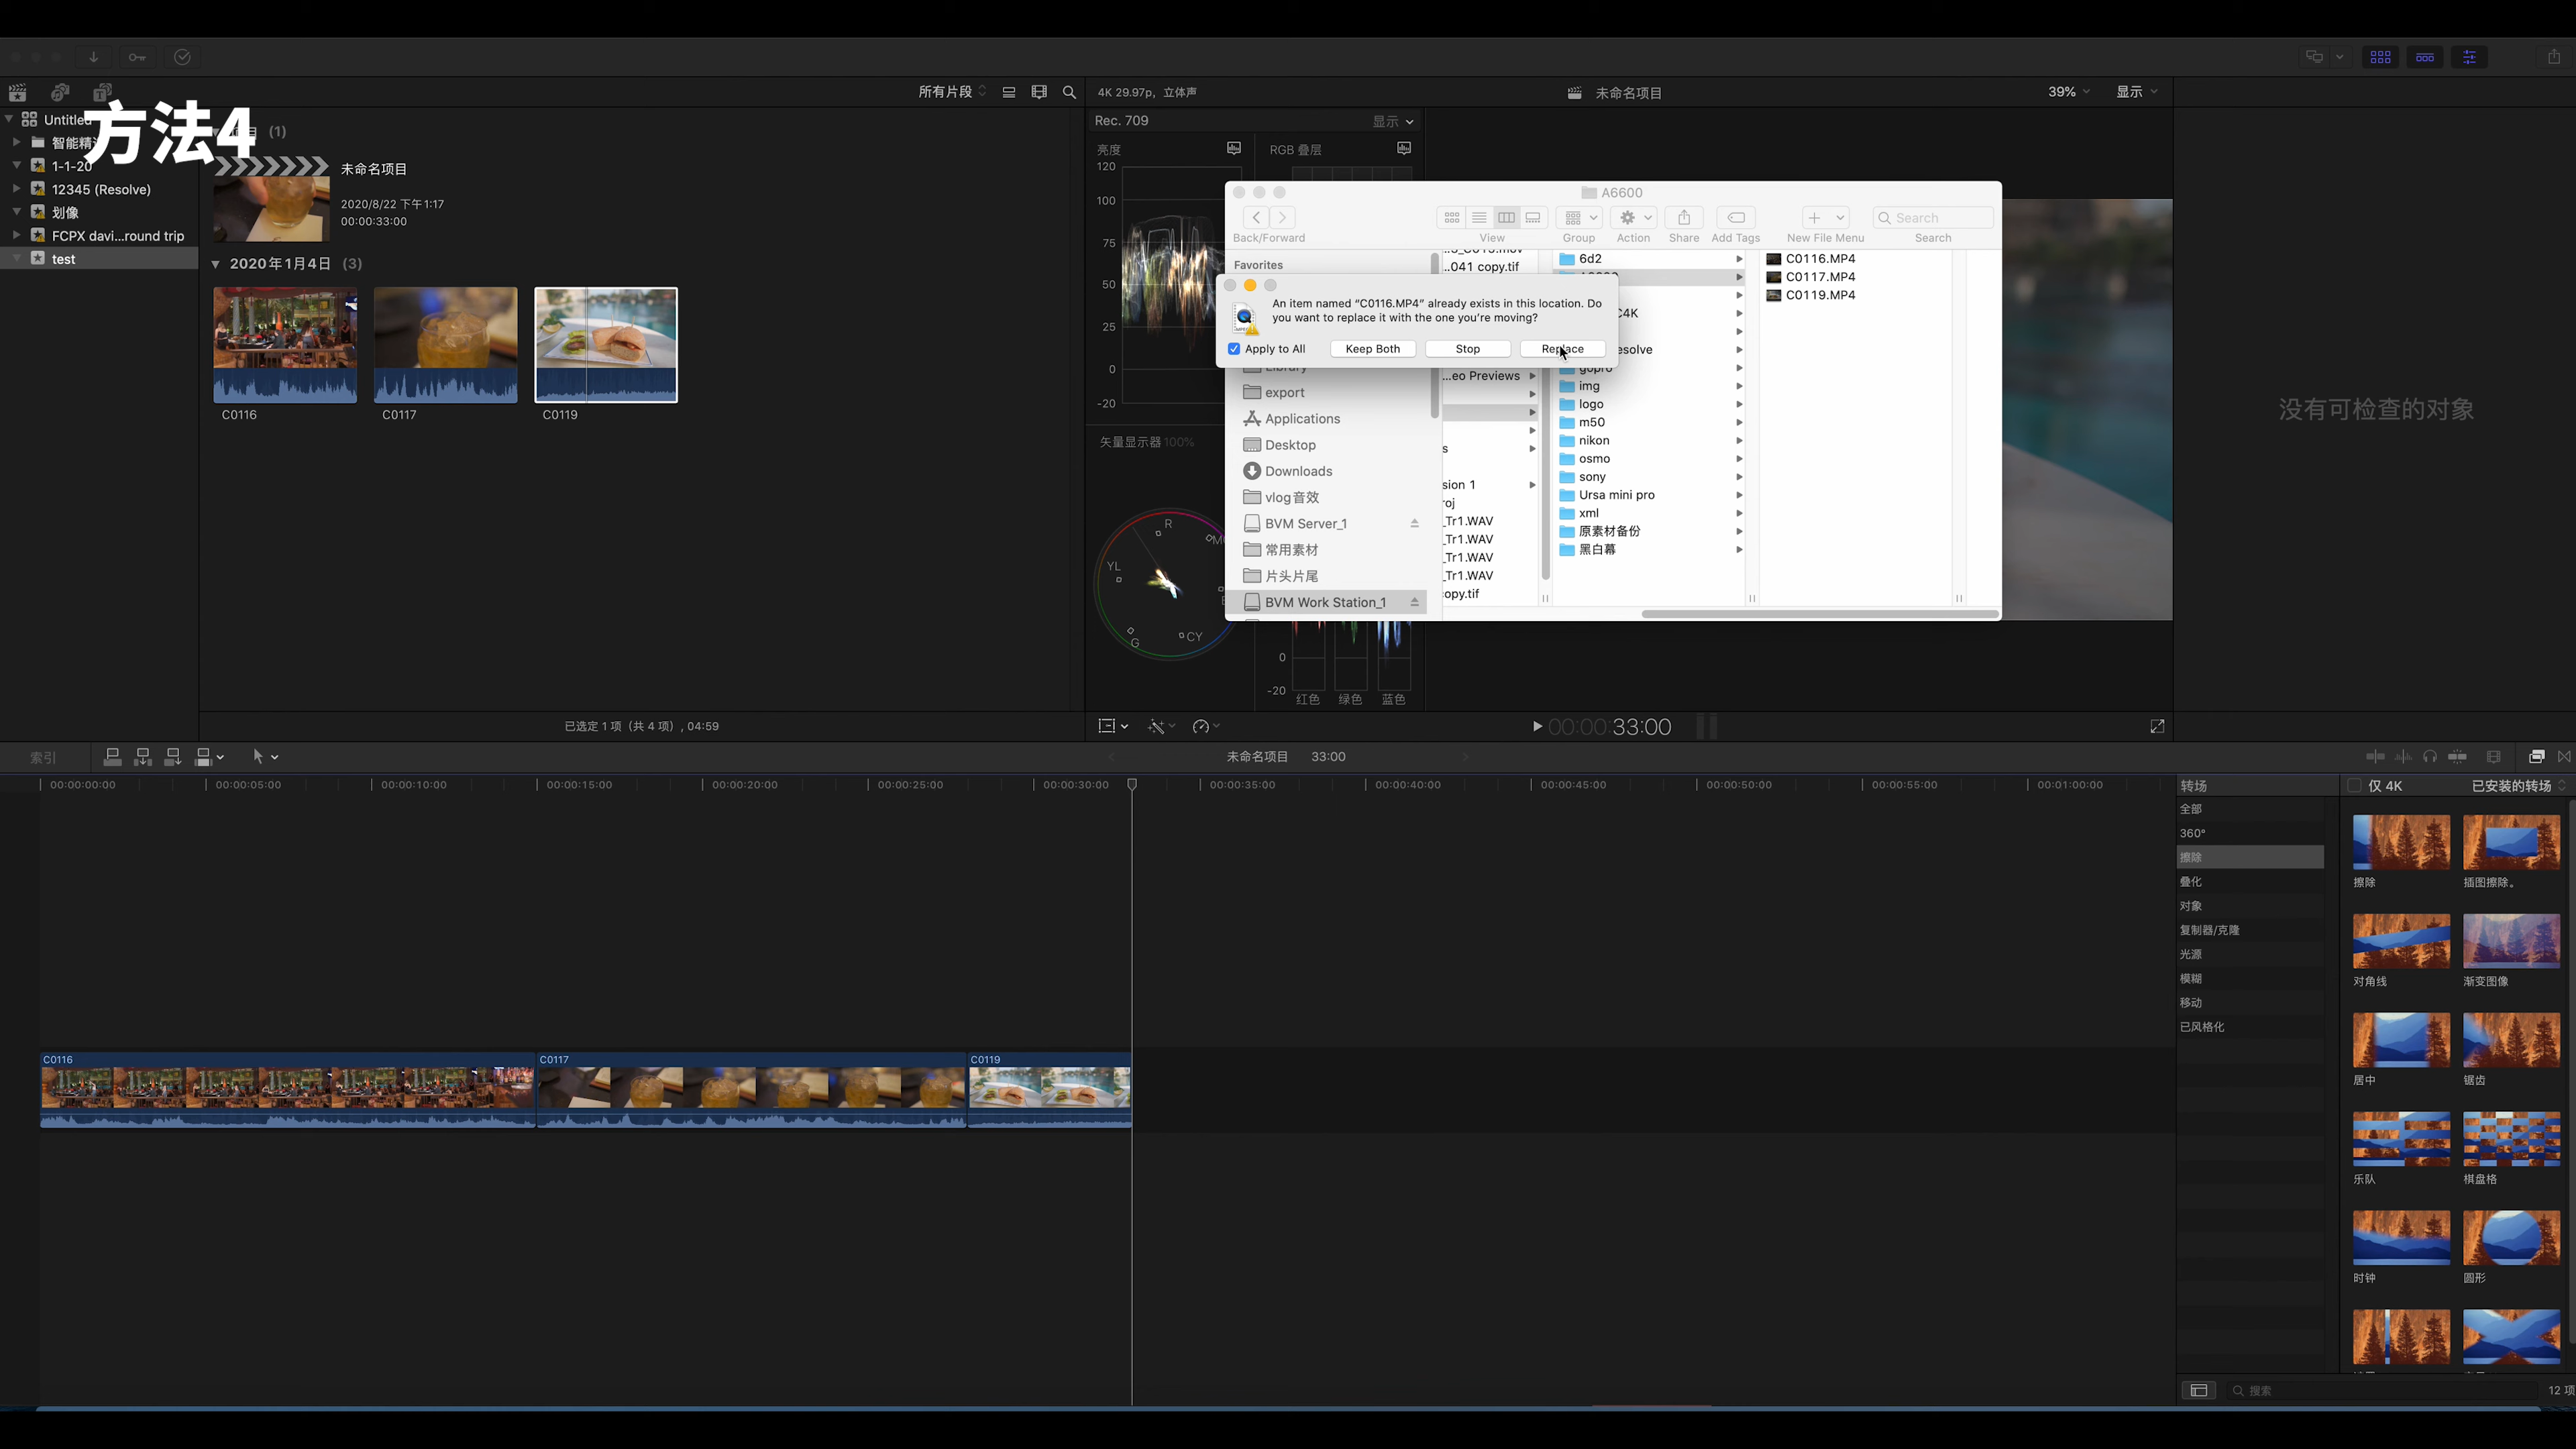 方法4
所有片段
Untitled
智能精
1-1-20
12345 (Resolve)
划像
FCPX davi...round trip
test
(1)
未命名项目
2020/8/22 下午1:17
00:00:33:00
2020年1月4日 (3)
C0116
C0117
C0119
已选定 1 项 (共 4 项) , 04:59
4K 29.97p, 立体声
未命名项目
39%
显示
Rec. 709
显示
亮度
RGB 叠层
120
100
75
50
25
0
-20
矢量显示器 100%
R
YL
G
CY
0
-20
红色
绿色
蓝色
A6600
Back/Forward
View
Group
Action
Share
Add Tags
New File Menu
Search
Search
Favorites
export
Applications
Desktop
Downloads
vlog音效
BVM Server_1
常用素材
片头片尾
BVM Work Station_1
..041 copy.tif
...eo Previews
s
sion 1
roj
_Tr1.WAV
_Tr1.WAV
_Tr1.WAV
_Tr1.WAV
opy.tif
6d2
C4K
esolve
gopro
img
logo
m50
nikon
osmo
sony
Ursa mini pro
xml
原素材备份
黑白幕
C0116.MP4
C0117.MP4
C0119.MP4
An item named “C0116.MP4” already exists in this location. Do
you want to replace it with the one you’re moving?
Apply to All
Keep Both
Stop
Replace
没有可检查的对象
00:00:33:00
索引
未命名项目
33:00
00:00:00:00
00:00:05:00
00:00:10:00
00:00:15:00
00:00:20:00
00:00:25:00
00:00:30:00
00:00:35:00
00:00:40:00
00:00:45:00
00:00:50:00
00:00:55:00
00:01:00:00
C0116
C0117
C0119
转场
仅 4K
已安装的转场
全部
360°
擦除
叠化
对象
复制器/克隆
光源
模糊
移动
已风格化
擦除
插图擦除。
对角线
渐变图像
居中
锯齿
乐队
棋盘格
时钟
圆形
搜索
12 项